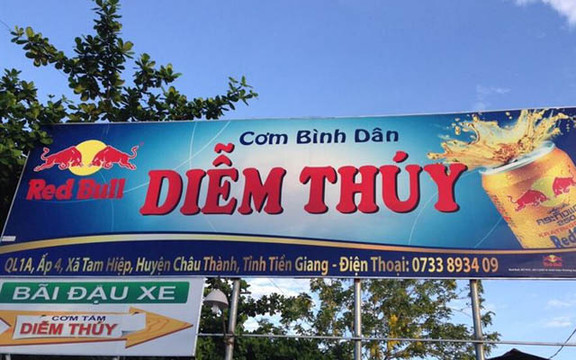 Cơm Bình Dân
Red Bull
DIỄM THÚY
QL1A, Ấp 4, Xã Tam Hiệp, Huyện Châu Thành, Tỉnh Tiền Giang - Điện Thoại: 0733 8934 09
BÃI ĐẬU XE
CƠM TẤM
DIỄM THÚY